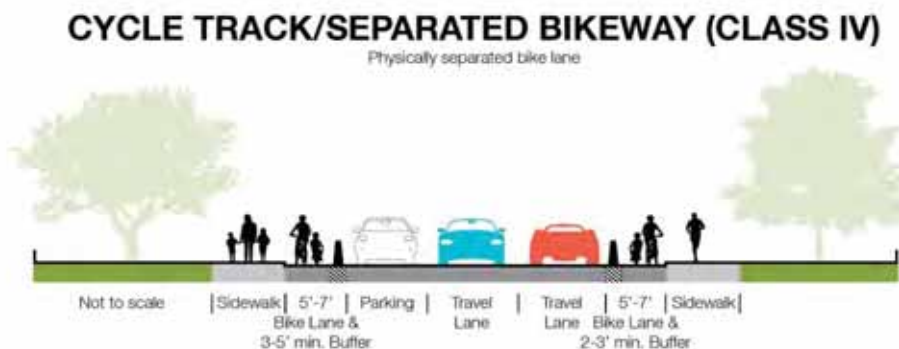 CYCLE TRACK/SEPARATED BIKEWAY (CLASS IV)
Physically separated bike lane
Not to scale | Sidewalk | 5'-7' | Parking | Travel | Travel | 5'-7' | Sidewalk |
Bike Lane & Lane Lane Bike Lane &
3-5' min. Buffer 2-3' min. Buffer